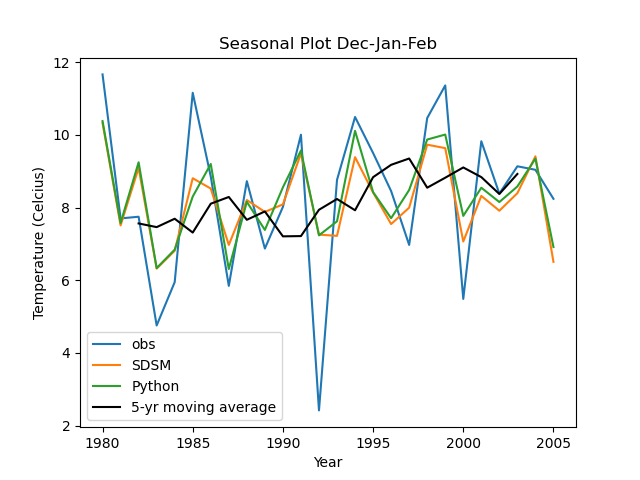 Seasonal Plot Dec-Jan-Feb
Temperature (Celcius)
12
10
8
6
4
2
obs
SDSM
Python
5-yr moving average
1980 1985 1990 1995 2000 2005
Year